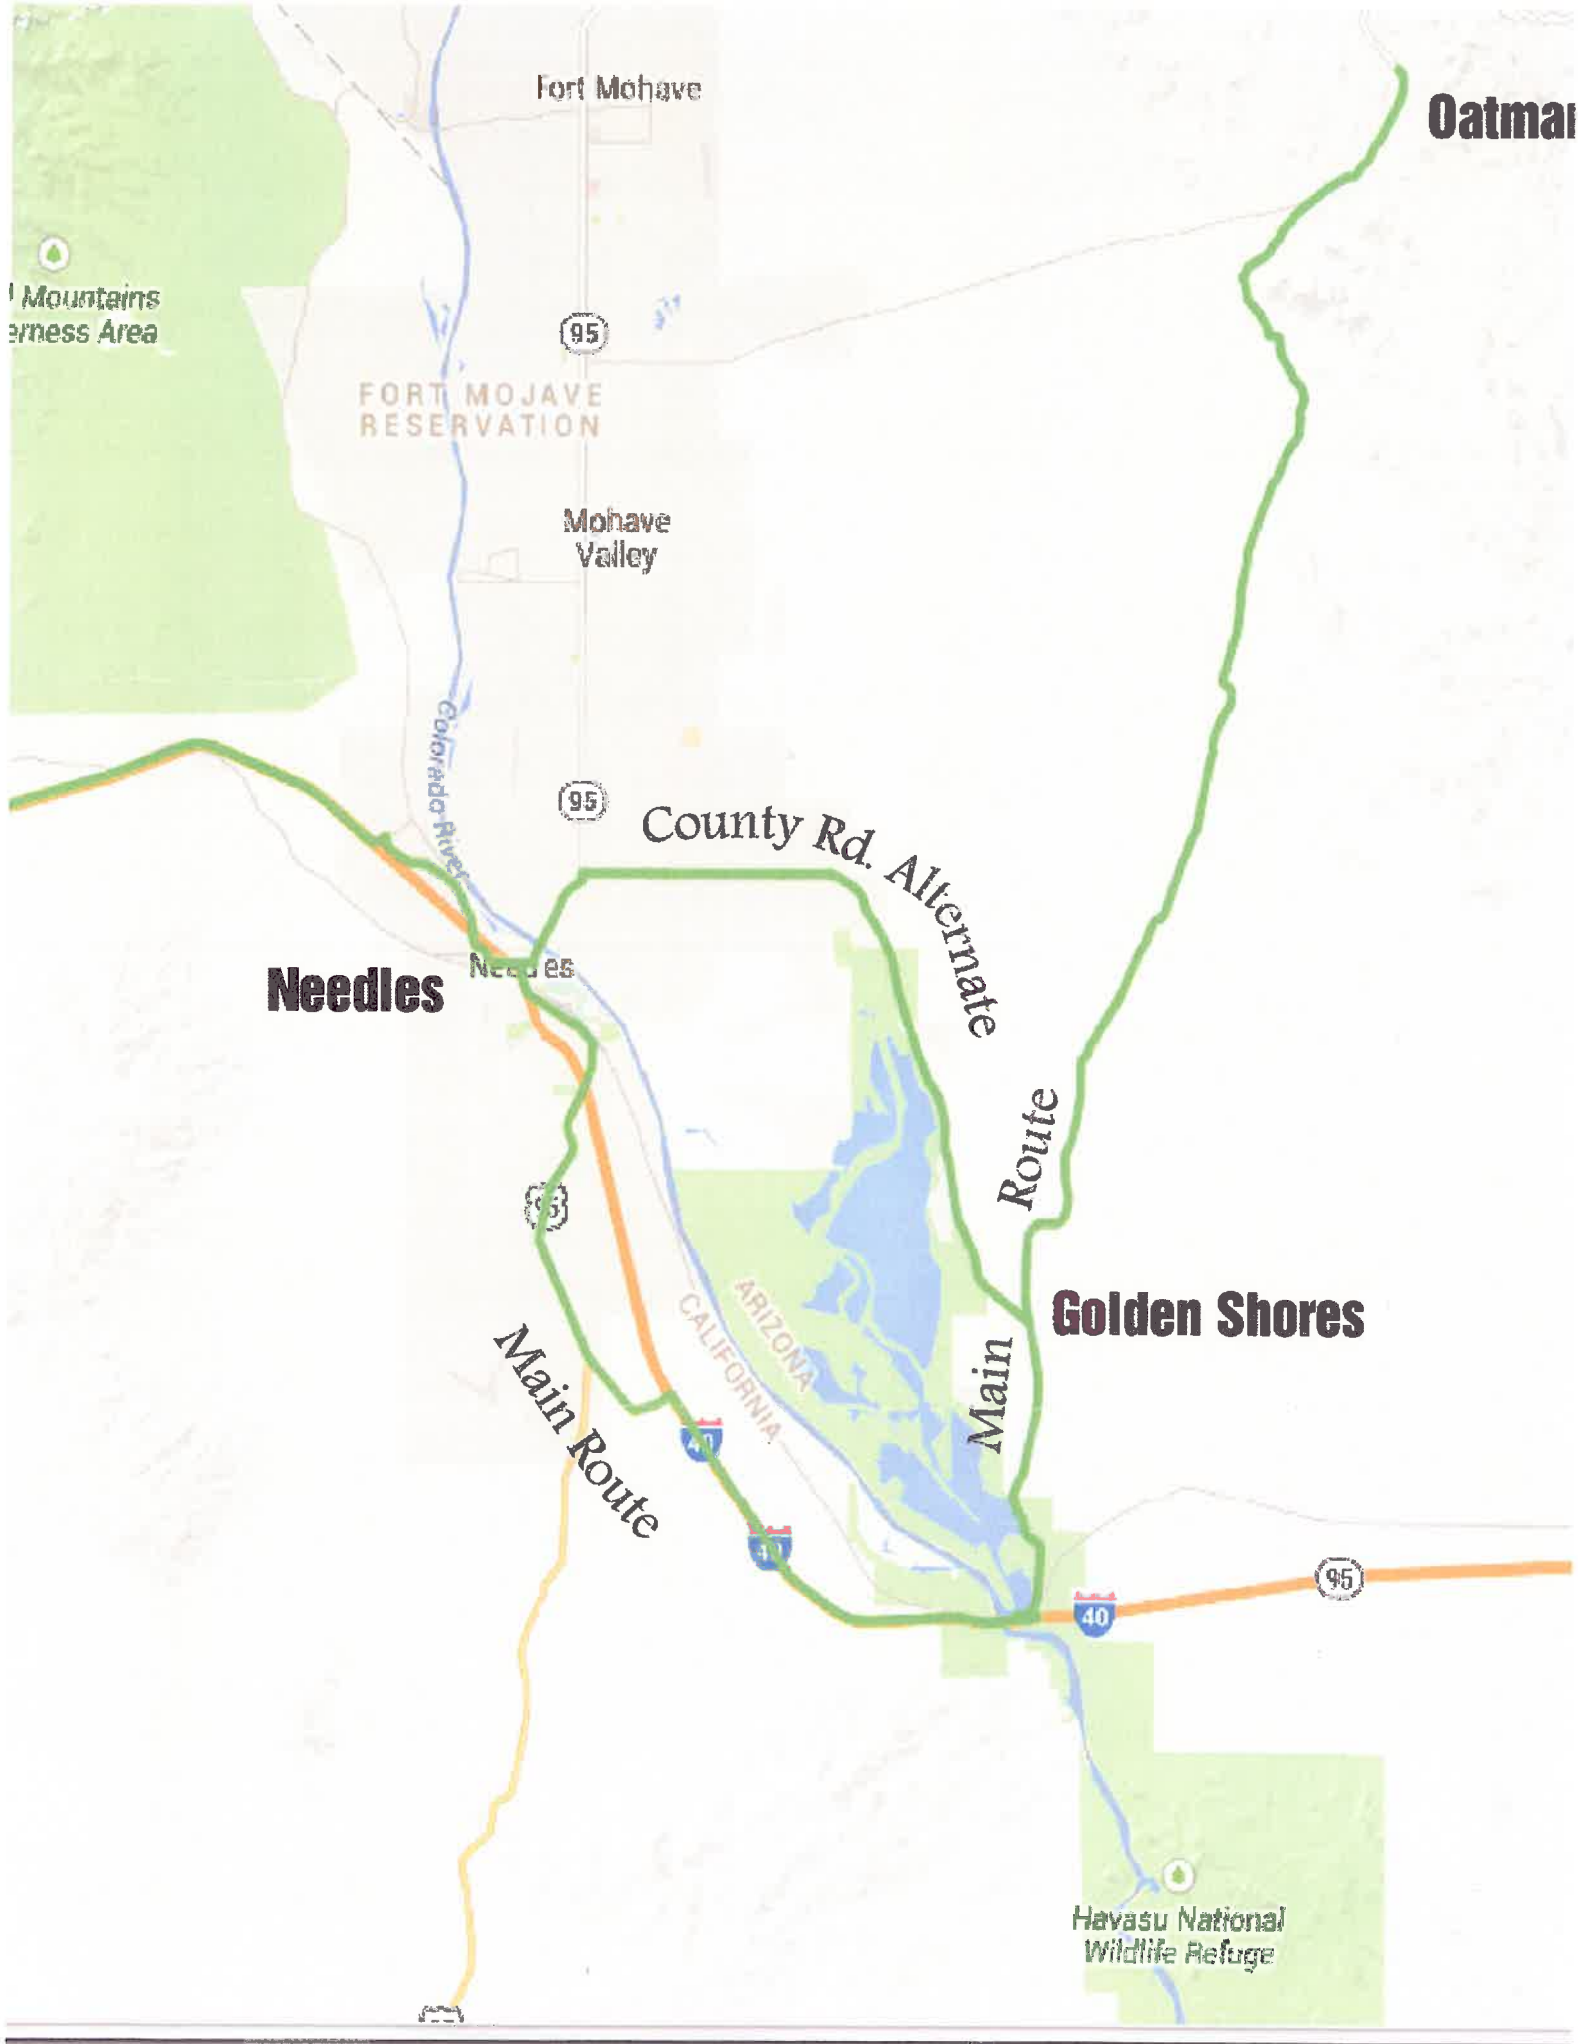 Fort Mohave
Oatman
Mountains
erness Area
95
FORT MOJAVE
RESERVATION
Mohave
Valley
Colorado River
95
County Rd. Alternate
Needles
Needles
95
Main Route
Main Route
Golden Shores
ARIZONA
CALIFORNIA
40
40
40
95
Havasu National
Wildlife Refuge